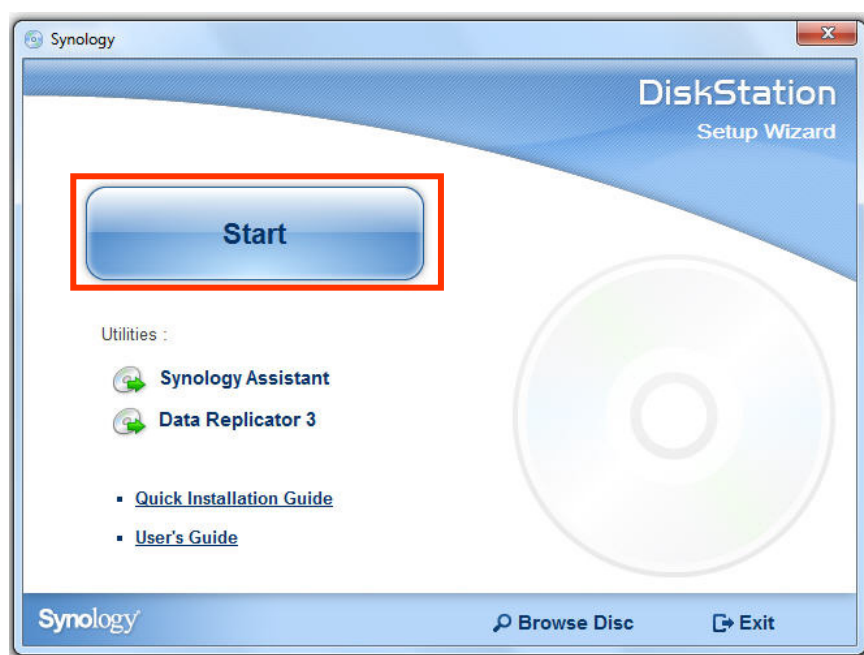 Synology
DiskStation
Setup Wizard
Start
Utilities :
Synology Assistant
Data Replicator 3
Quick Installation Guide
User's Guide
Synology
Browse Disc
Exit